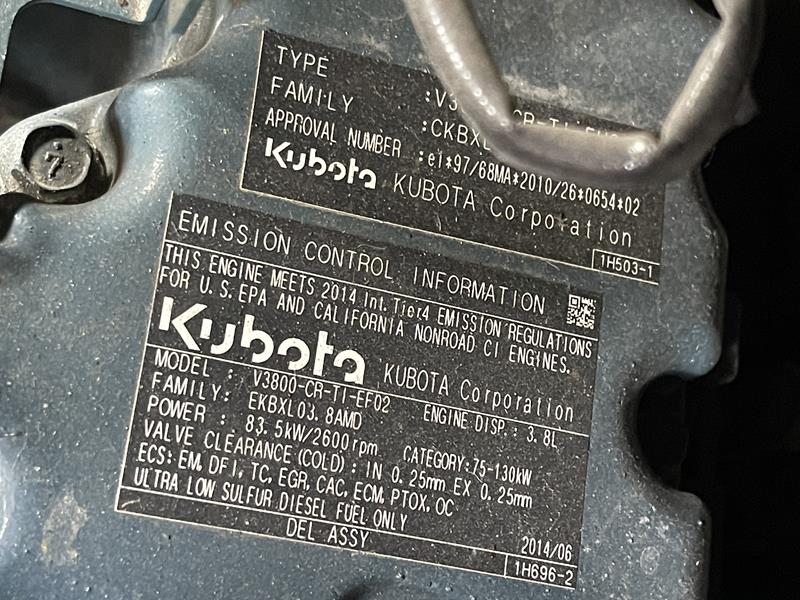 7
TYPE
FAMILY
APPROVAL NUMBER :e1*97/68MA*2010/26*0654*02
Kubota KUBOTA Corporation
1H503-1
EMISSION CONTROL INFORMATION
THIS ENGINE MEETS 2014 Int. Tier4 EMISSION REGULATIONS
FOR U.S.EPA AND CALIFORNIA NONROAD CI ENGINES.
Kubota KUBOTA Corporation
MODEL : V3800-CR-TI-EF02 ENGINE DISP.: 3.8L
FAMILY: EKBXL03.8AMD
POWER : 83.5kW/2600rpm CATEGORY:75-130kW
VALVE CLEARANCE(COLD): IN 0.25mm EX 0.25mm
ECS:EM, DFI, TC, EGR, CAC, ECM, PTOX, OC
ULTRA LOW SULFUR DIESEL FUEL ONLY
2014/06
DEL ASSY
1H696-2